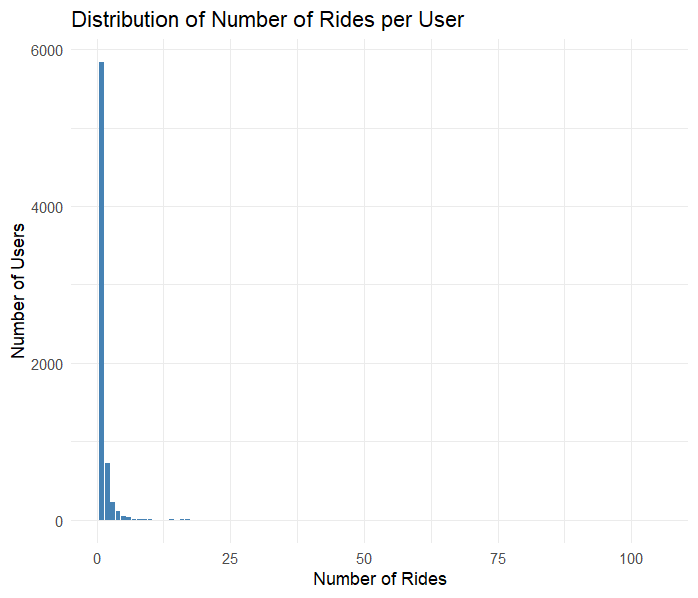 Distribution of Number of Rides per User
6000
4000
2000
0
Number of Users
0 25 50 75 100
Number of Rides